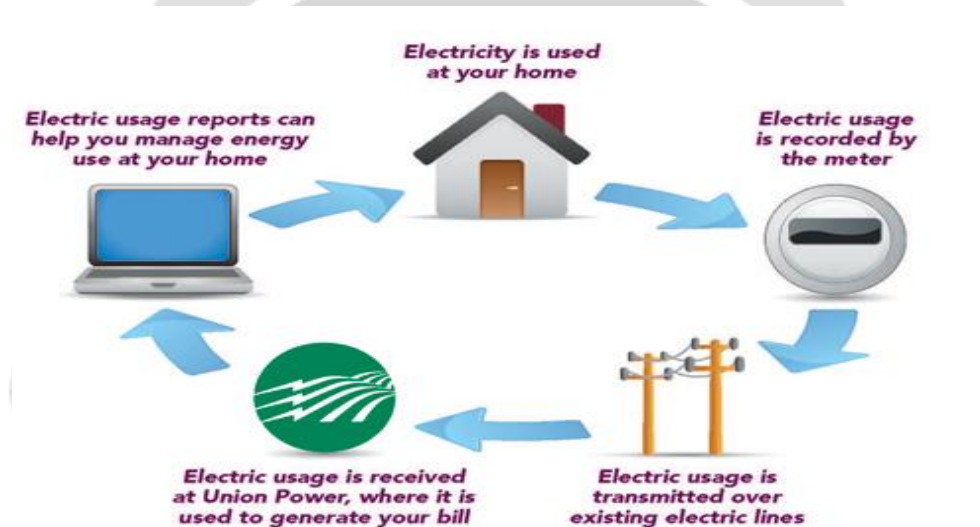 Electricity is used
at your home
Electric usage
is recorded by
the meter
Electric usage is
transmitted over
existing electric lines
Electric usage is received
at Union Power, where it is
used to generate your bill
Electric usage reports can
help you manage energy
use at your home